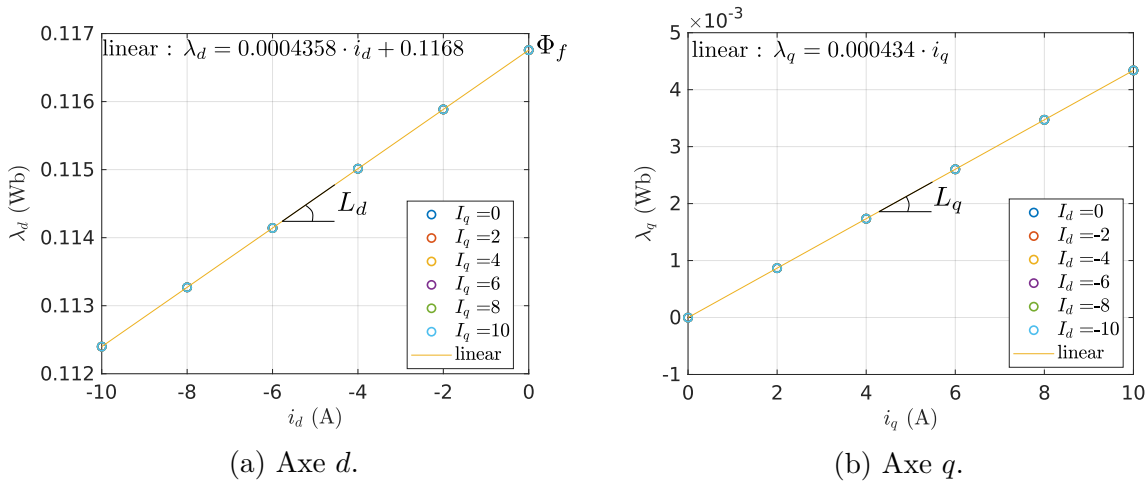 linear : λ_d = 0.0004358 · i_d + 0.1168
Φ_f
0.117
0.116
0.115
0.114
0.113
0.112
λ_d (Wb)
L_d
I_q =0
I_q =2
I_q =4
I_q =6
I_q =8
I_q =10
linear
-10 -8 -6 -4 -2 0
i_d (A)
(a) Axe d.
×10⁻³
linear : λ_q = 0.000434 · i_q
5
4
3
2
1
0
-1
λ_q (Wb)
L_q
I_d =0
I_d =-2
I_d =-4
I_d =-6
I_d =-8
I_d =-10
linear
0 2 4 6 8 10
i_q (A)
(b) Axe q.